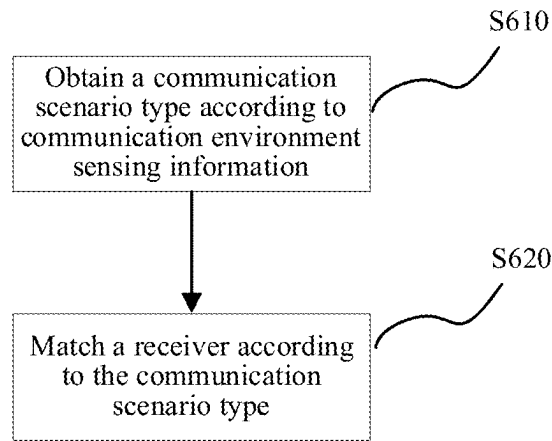 S610
Obtain a communication
scenario type according to
communication environment
sensing information
S620
Match a receiver according
to the communication
scenario type